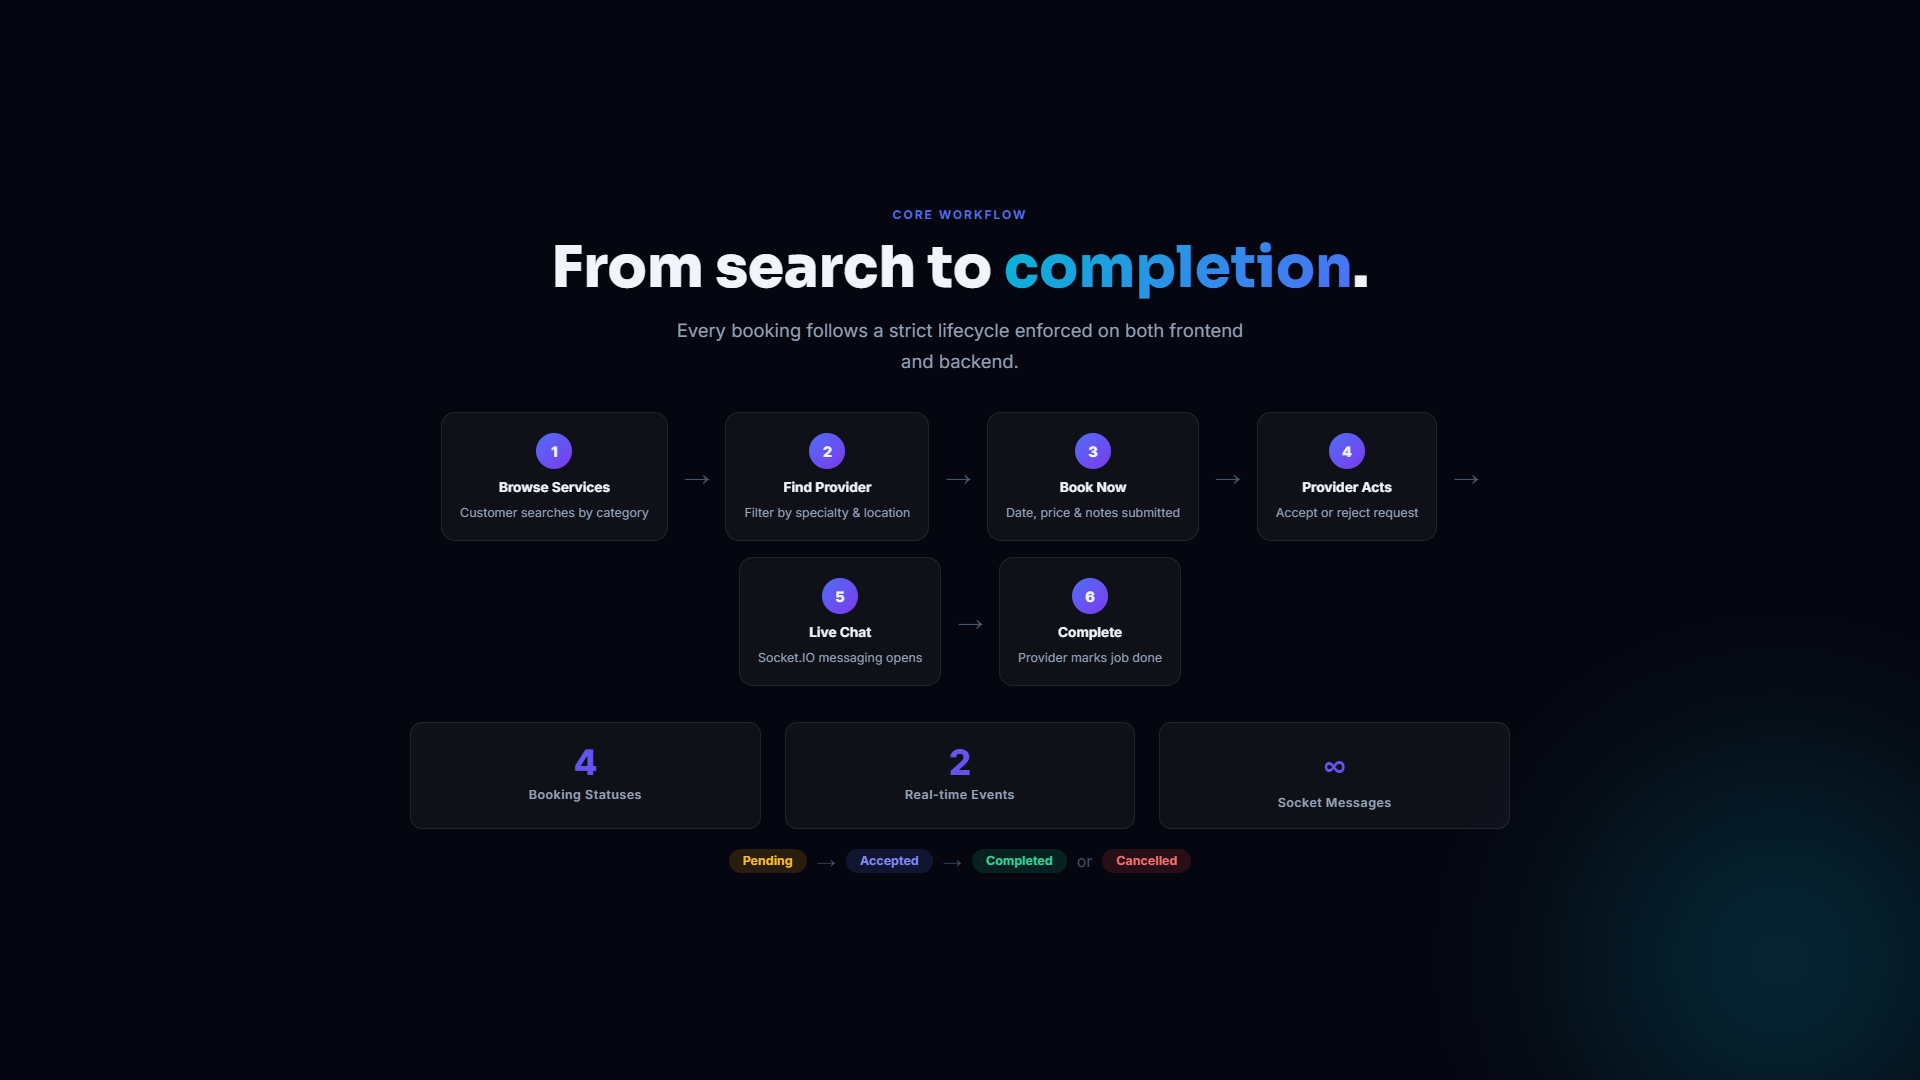 CORE WORKFLOW
From search to completion.
Every booking follows a strict lifecycle enforced on both frontend
and backend.
1
Browse Services
Customer searches by category
→
2
Find Provider
Filter by specialty & location
→
3
Book Now
Date, price & notes submitted
→
4
Provider Acts
Accept or reject request
→
5
Live Chat
Socket.IO messaging opens
→
6
Complete
Provider marks job done
4
Booking Statuses
2
Real-time Events
∞
Socket Messages
Pending → Accepted → Completed or Cancelled